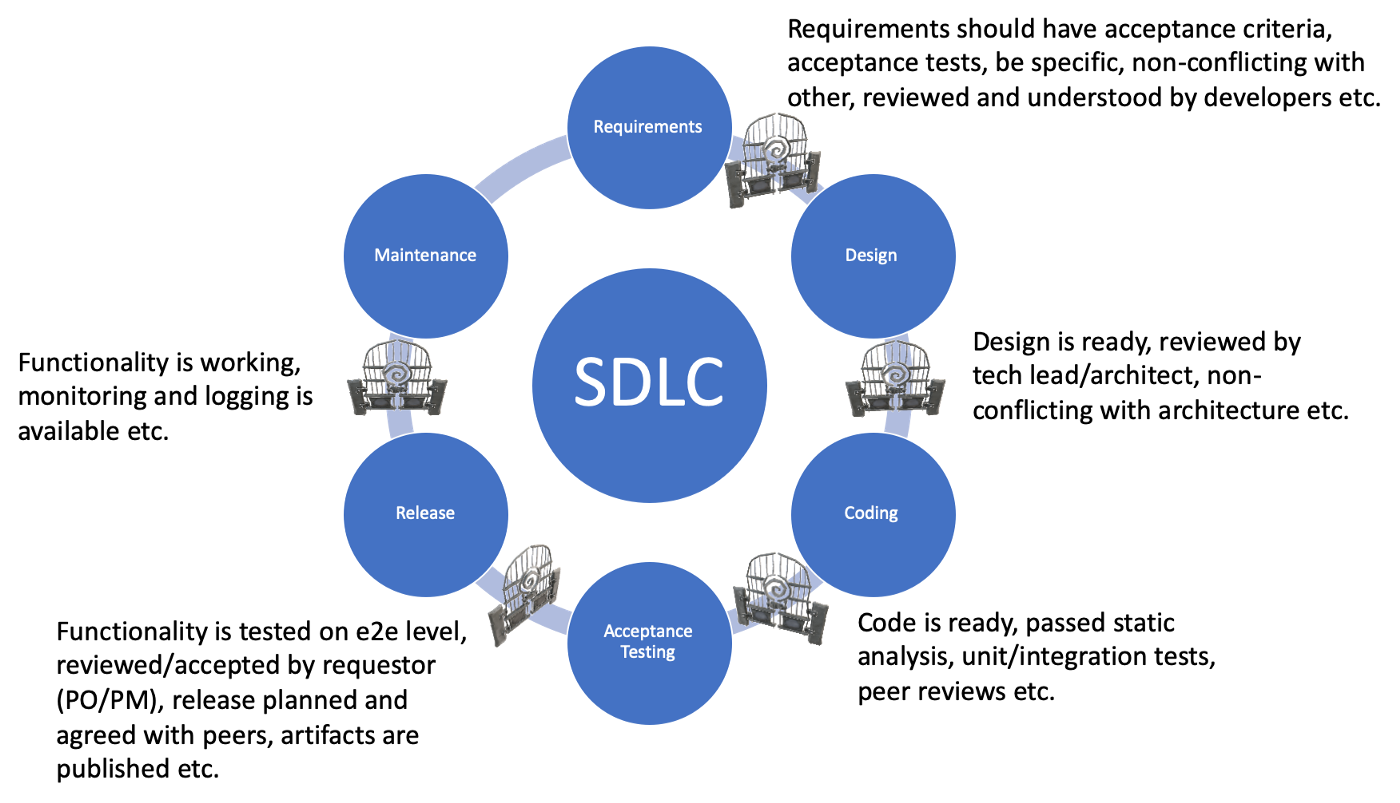 Requirements should have acceptance criteria,
acceptance tests, be specific, non-conflicting with
other, reviewed and understood by developers etc.
Requirements
Maintenance
Design
SDLC
Functionality is working,
monitoring and logging is
available etc.
Design is ready, reviewed by
tech lead/architect, non-
conflicting with architecture etc.
Release
Coding
Acceptance
Testing
Functionality is tested on e2e level,
reviewed/accepted by requestor
(PO/PM), release planned and
agreed with peers, artifacts are
published etc.
Code is ready, passed static
analysis, unit/integration tests,
peer reviews etc.